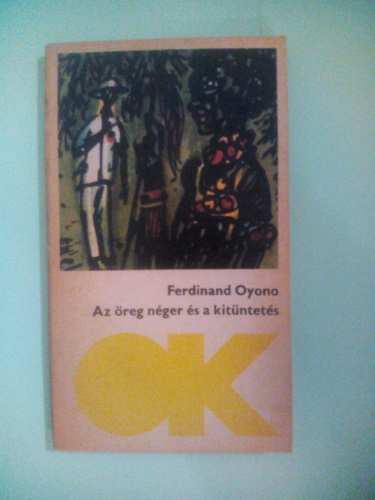 Ferdinand Oyono
Az öreg néger és a kitüntetés
OK